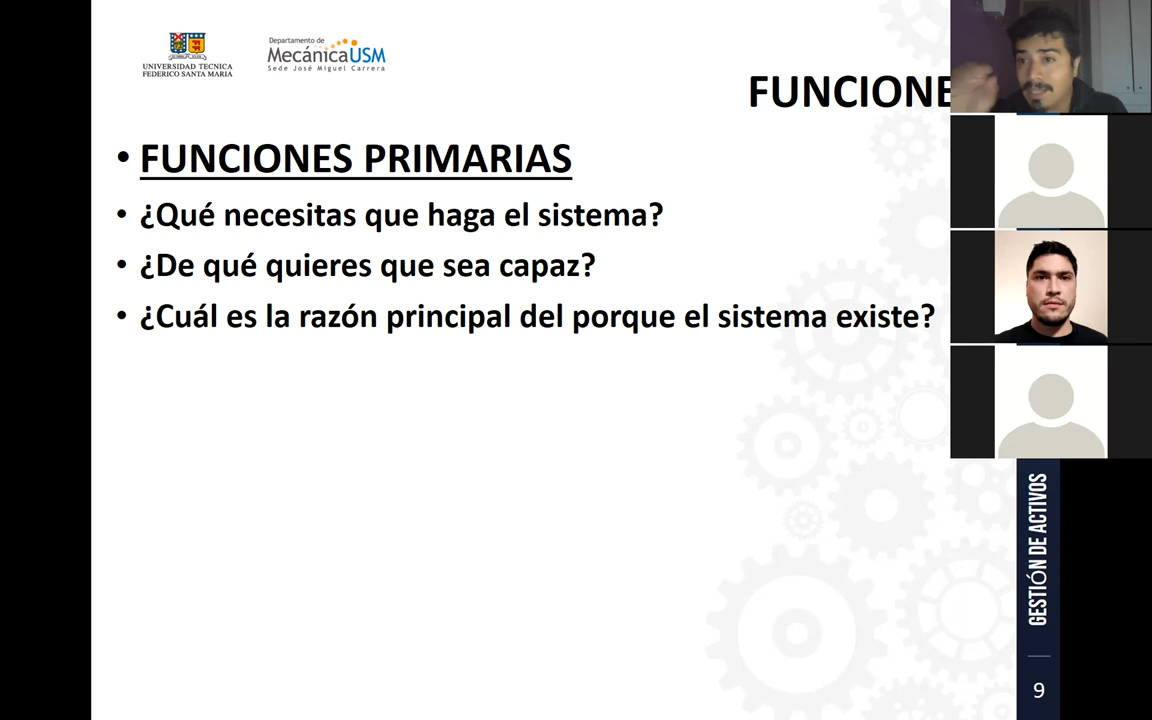 UNIVERSIDAD TECNICA
FEDERICO SANTA MARIA
Departamento de
MecánicaUSM
Sede José Miguel Carrera
FUNCIONE
• FUNCIONES PRIMARIAS
• ¿Qué necesitas que haga el sistema?
• ¿De qué quieres que sea capaz?
• ¿Cuál es la razón principal del porque el sistema existe?
GESTIÓN DE ACTIVOS
9